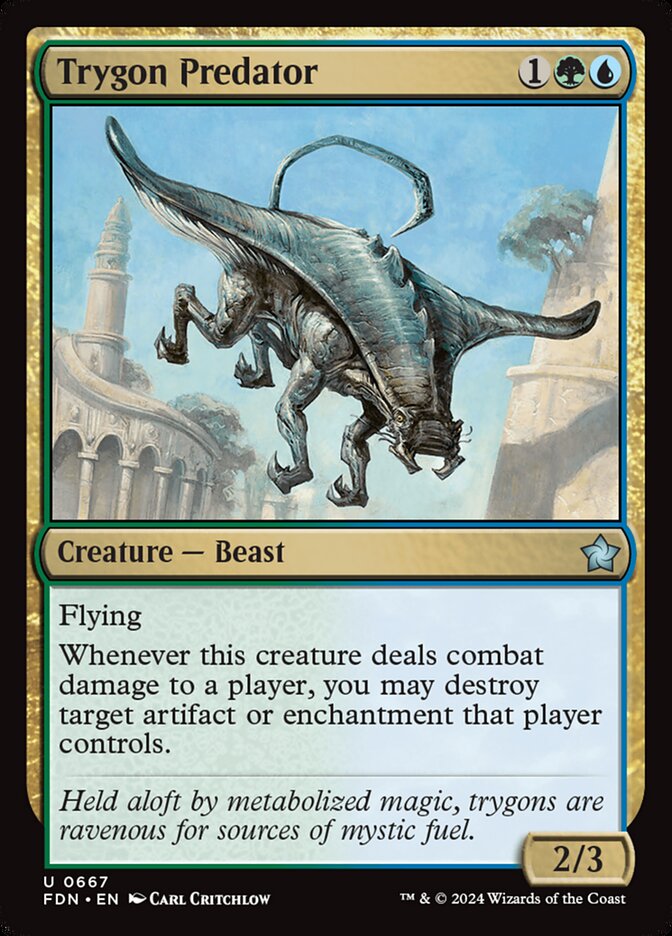 Trygon Predator 1
Creature — Beast
Flying
Whenever this creature deals combat
damage to a player, you may destroy
target artifact or enchantment that player
controls.
Held aloft by metabolized magic, trygons are
ravenous for sources of mystic fuel.
2/3
U 0667
FDN • EN Carl Critchlow
™ & © 2024 Wizards of the Coast